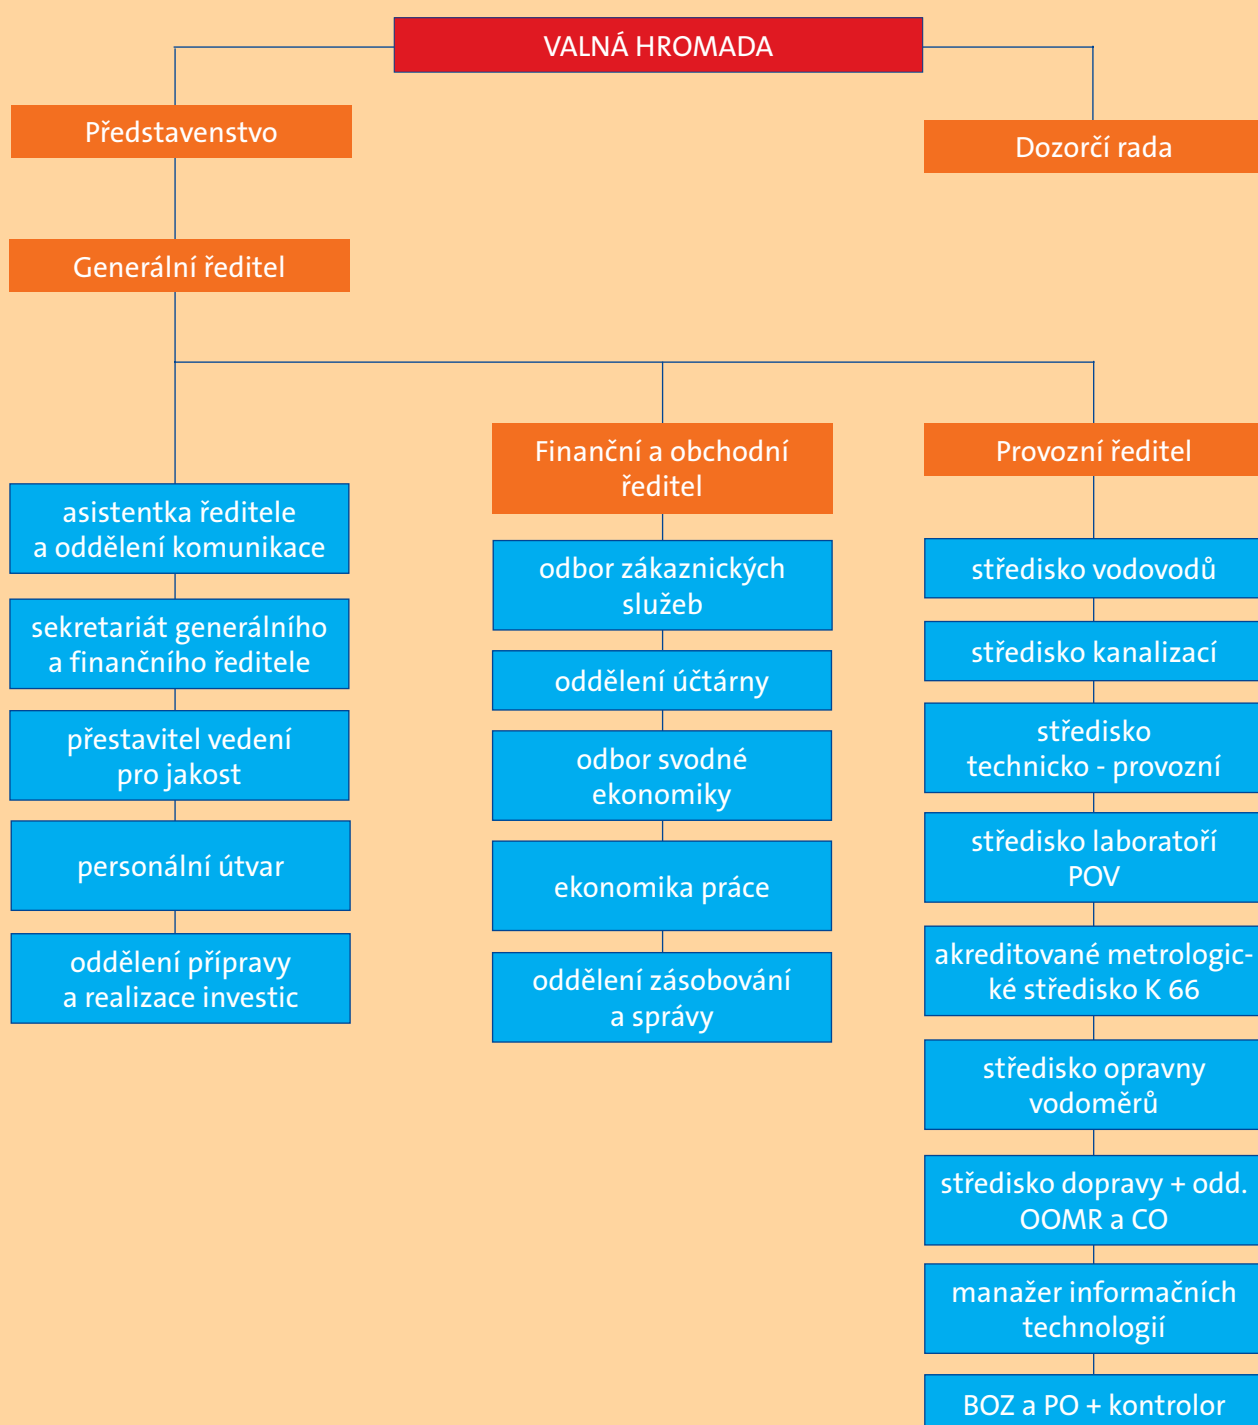 VALNÁ HROMADA
Představenstvo
Dozorčí rada
Generální ředitel
asistentka ředitele
a oddělení komunikace
sekretariát generálního
a finančního ředitele
přestavitel vedení
pro jakost
personální útvar
oddělení přípravy
a realizace investic
Finanční a obchodní
ředitel
odbor zákaznických
služeb
oddělení účtárny
odbor svodné
ekonomiky
ekonomika práce
oddělení zásobování
a správy
Provozní ředitel
středisko vodovodů
středisko kanalizací
středisko
technicko - provozní
středisko laboratoří
POV
akreditované metrologic-
ké středisko K 66
středisko opravny
vodoměrů
středisko dopravy + odd.
OOMR a CO
manažer informačních
technologií
BOZ a PO + kontrolor